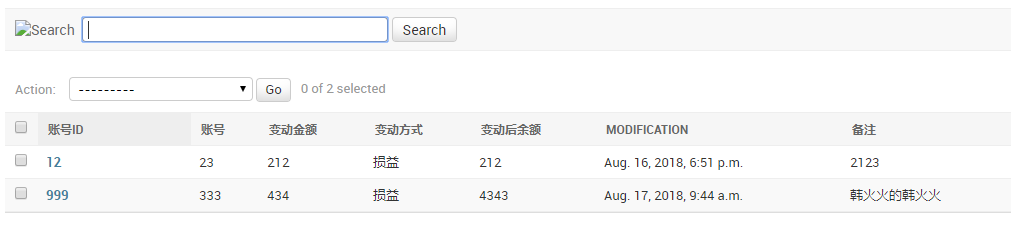 Search Search
Action: --------- Go 0 of 2 selected
账号ID 账号 变动金额 变动方式 变动后余额 MODIFICATION 备注
12 23 212 损益 212 Aug. 16, 2018, 6:51 p.m. 2123
999 333 434 损益 4343 Aug. 17, 2018, 9:44 a.m. 韩火火的韩火火